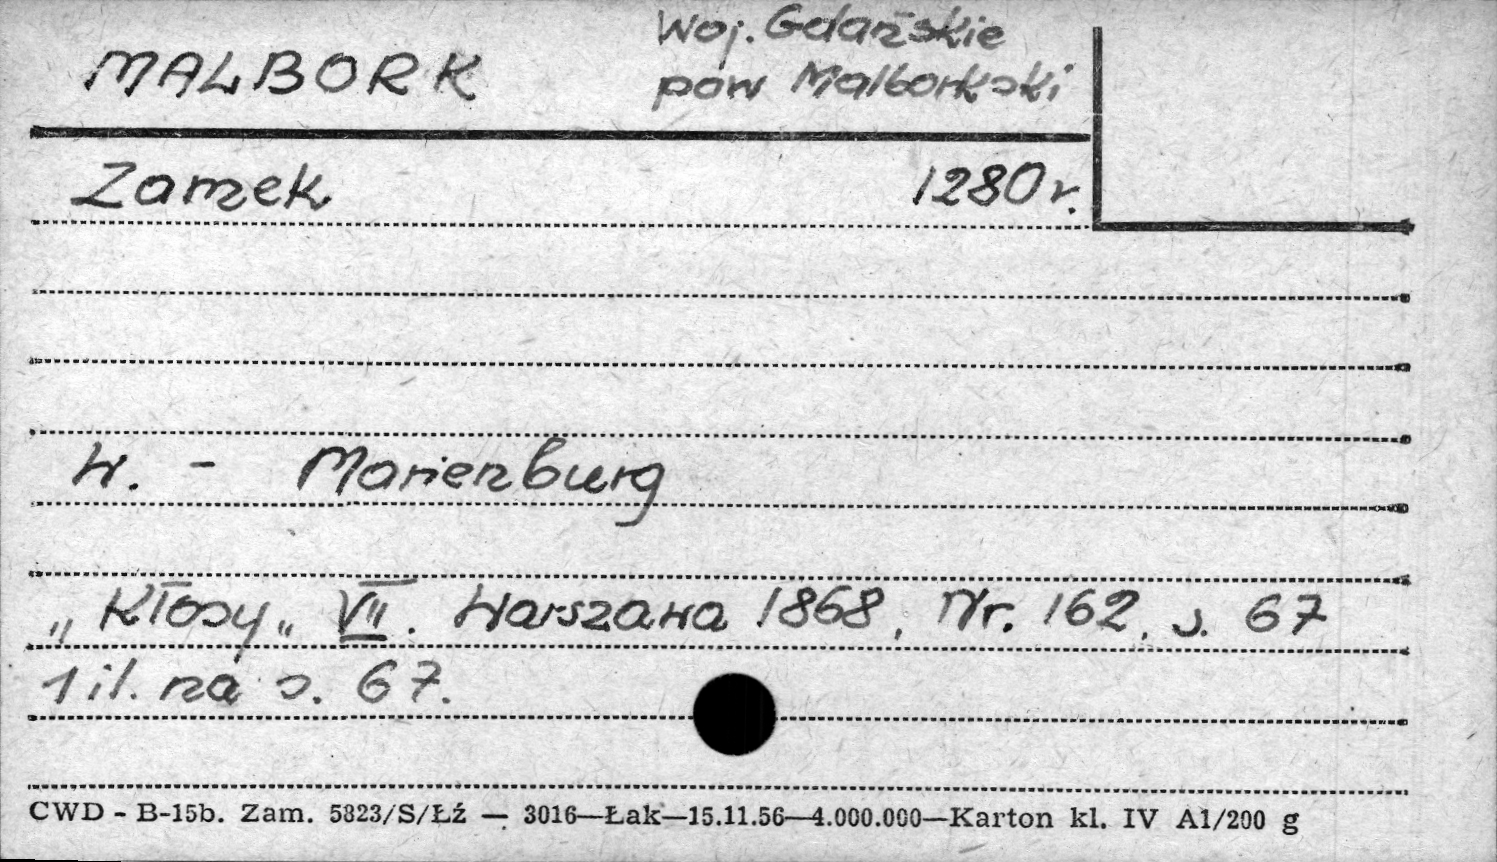 MALBORK
Woj. Gdańskie
pow Malborkski
Zamek 1280 r.
W. - Marienburg
„Kłosy„ VII. Warszawa 1868, Nr. 162, s. 67
1 il. na s. 67.
CWD - B-15b. Zam. 5823/S/Łź — 3016—Łak—15.11.56—4.000.000—Karton kl. IV A1/200 g